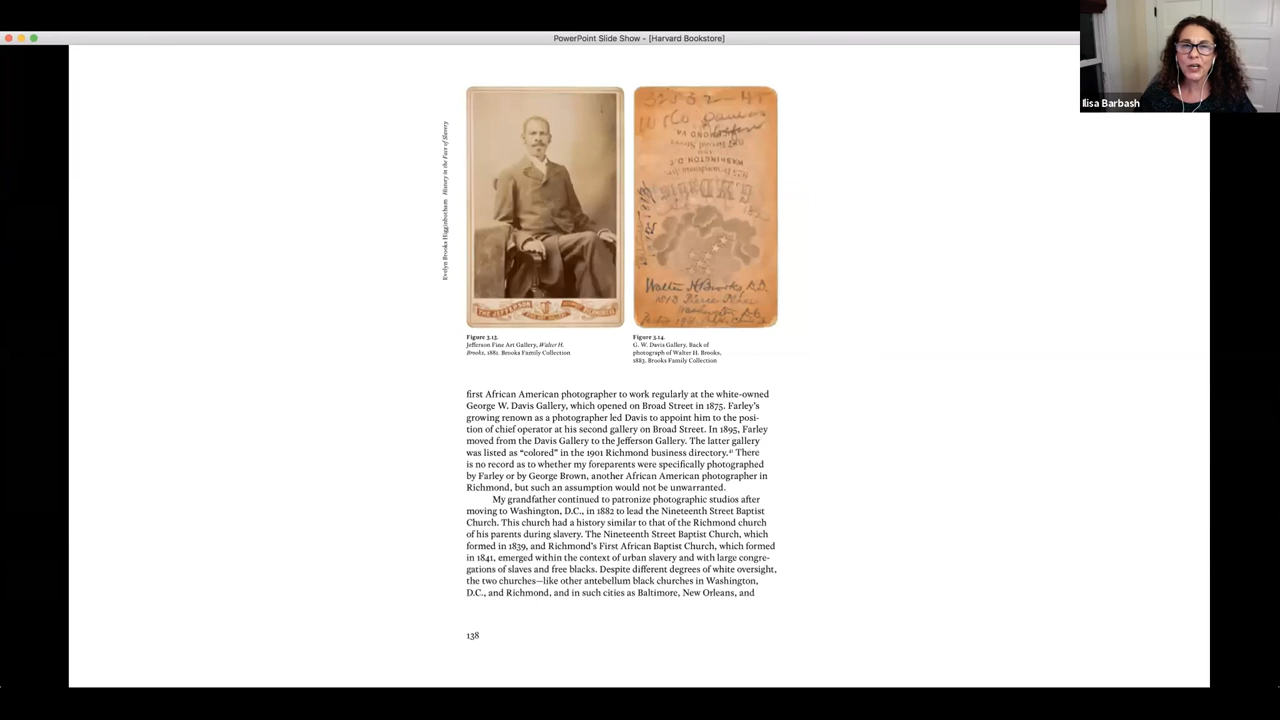 PowerPoint Slide Show - [Harvard Bookstore]
Ilisa Barbash
Evelyn Brooks Higginbotham History in the Face of Slavery
THE JEFFERSON
32832
VA
WASHINGTON D.C.
G.W. Davis
Walter H. Brooks, D.D.
Washington, D.C.
Figure 3.13.
Jefferson Fine Art Gallery, Walter H.
Brooks, 1881. Brooks Family Collection
Figure 3.14.
G. W. Davis Gallery, Back of
photograph of Walter H. Brooks,
1883. Brooks Family Collection
first African American photographer to work regularly at the white-owned
George W. Davis Gallery, which opened on Broad Street in 1875. Farley's
growing renown as a photographer led Davis to appoint him to the posi-
tion of chief operator at his second gallery on Broad Street. In 1895, Farley
moved from the Davis Gallery to the Jefferson Gallery. The latter gallery
was listed as “colored” in the 1901 Richmond business directory.41 There
is no record as to whether my foreparents were specifically photographed
by Farley or by George Brown, another African American photographer in
Richmond, but such an assumption would not be unwarranted.
My grandfather continued to patronize photographic studios after
moving to Washington, D.C., in 1882 to lead the Nineteenth Street Baptist
Church. This church had a history similar to that of the Richmond church
of his parents during slavery. The Nineteenth Street Baptist Church, which
formed in 1839, and Richmond's First African Baptist Church, which formed
in 1841, emerged within the context of urban slavery and with large congre-
gations of slaves and free blacks. Despite different degrees of white oversight,
the two churches—like other antebellum black churches in Washington,
D.C., and Richmond, and in such cities as Baltimore, New Orleans, and
138